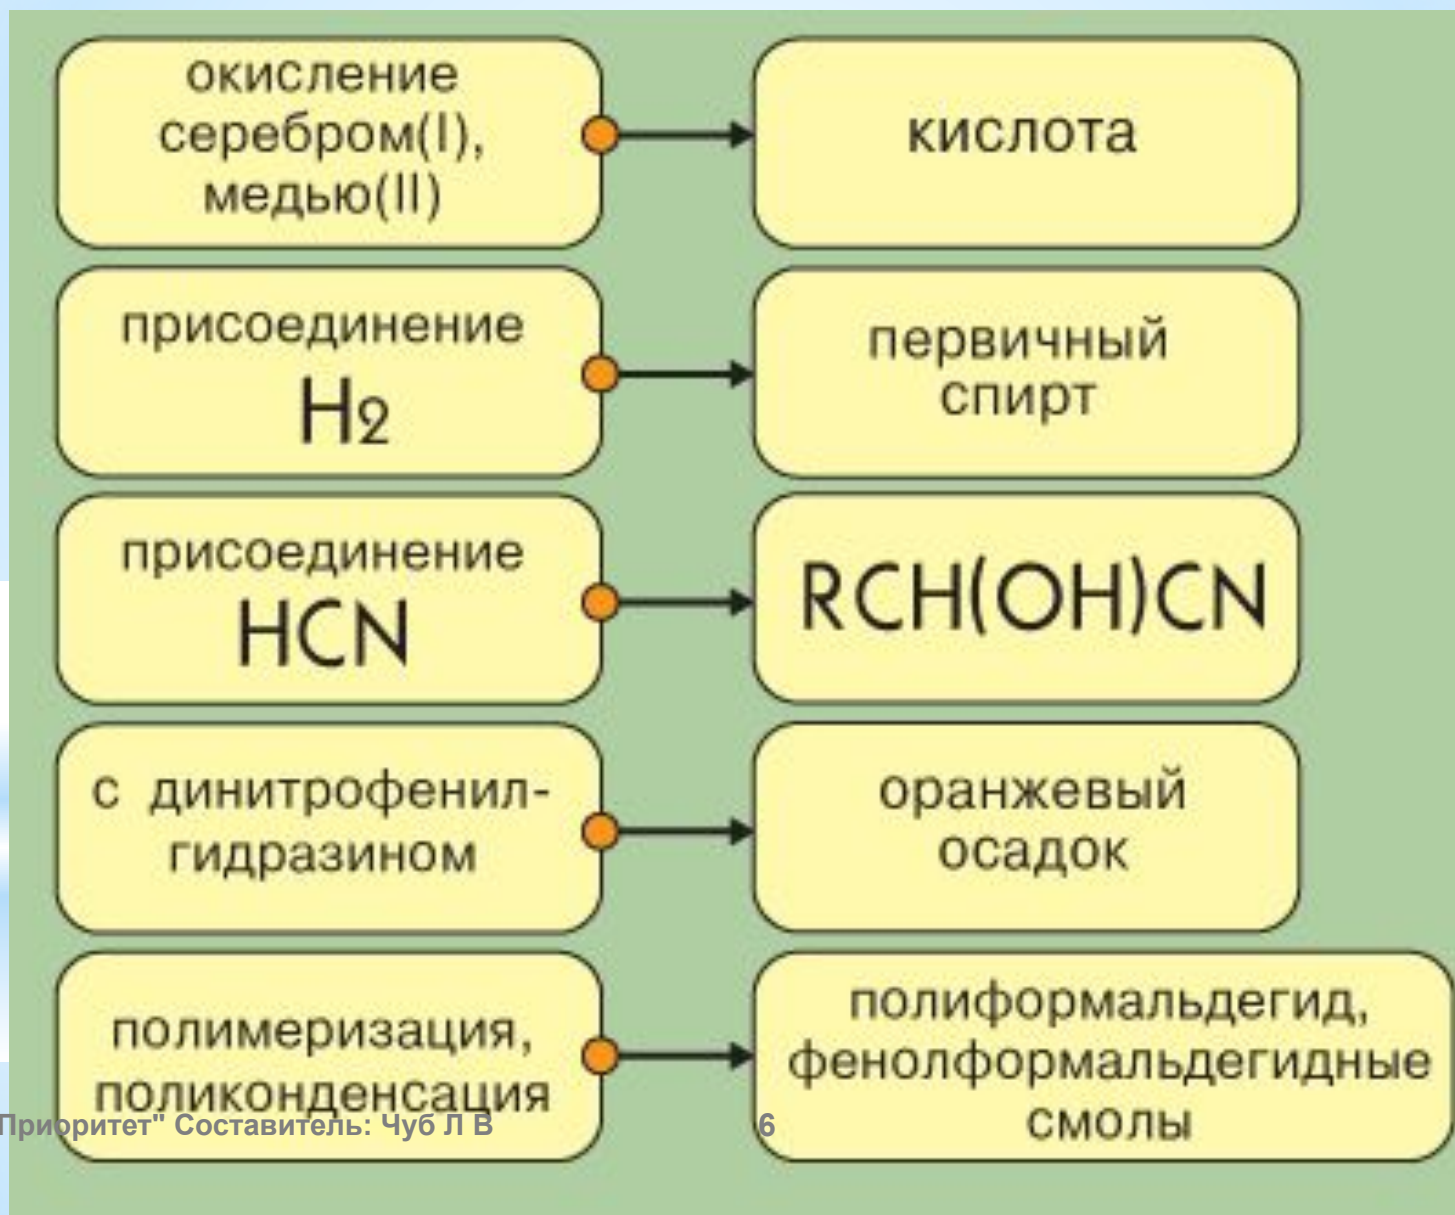 окисление
серебром(I),
медью(II)
кислота
присоединение
H2
первичный
спирт
присоединение
HCN
RCH(OH)CN
с динитрофенил-
гидразином
оранжевый
осадок
полимеризация,
поликонденсация
полиформальдегид,
фенолформальдегидные
смолы
Приоритет" Составитель: Чуб Л В
6